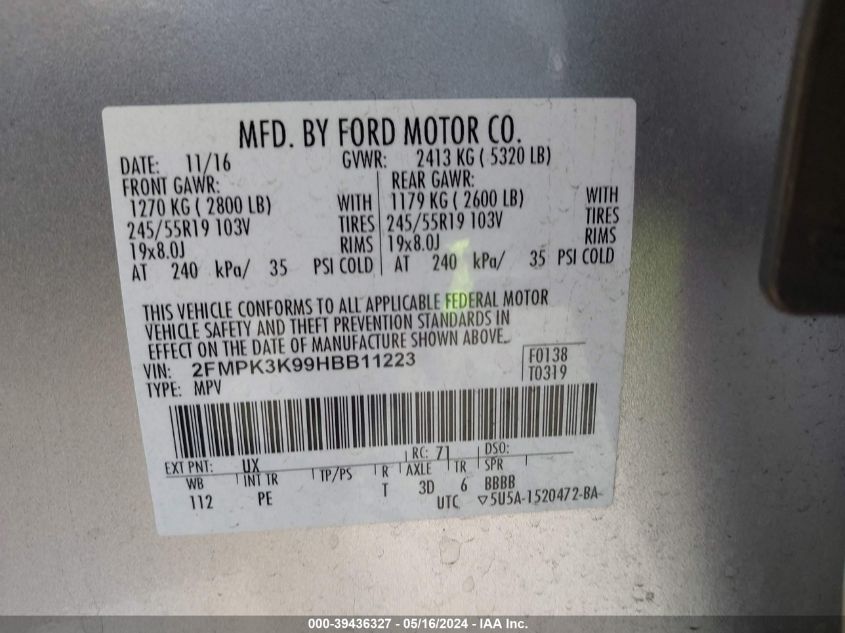 MFD. BY FORD MOTOR CO.
DATE: 11/16 GVWR: 2413 KG ( 5320 LB)
FRONT GAWR: REAR GAWR:
1270 KG ( 2800 LB) WITH 1179 KG ( 2600 LB) WITH
245/55R19 103V TIRES 245/55R19 103V TIRES
19x8.0J RIMS 19x8.0J RIMS
AT 240 kPa/ 35 PSI COLD AT 240 kPa/ 35 PSI COLD
THIS VEHICLE CONFORMS TO ALL APPLICABLE FEDERAL MOTOR
VEHICLE SAFETY AND THEFT PREVENTION STANDARDS IN
EFFECT ON THE DATE OF MANUFACTURE SHOWN ABOVE.
VIN: 2FMPK3K99HBB11223 F0138
TYPE: MPV T0319
EXT PNT: UX RC: 71 DSO:
WB INT TR TP/PS R AXLE TR SPR
112 PE T 3D 6 BBBB
UTC ▽5U5A-1520472-BA
000-39436327 - 05/16/2024 - IAA Inc.